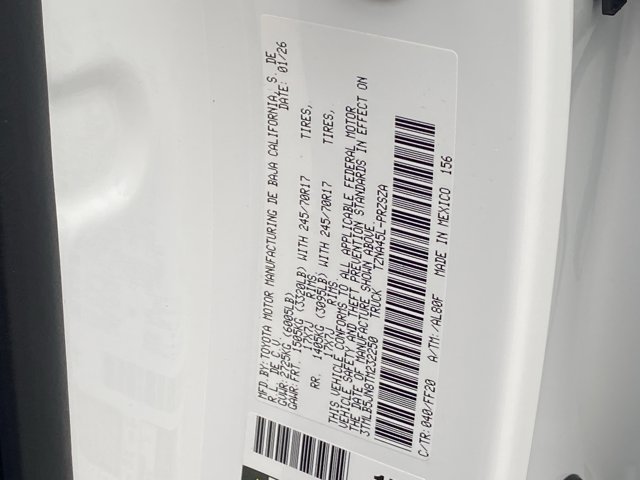 MFD.BY:TOYOTA MOTOR MANUFACTURING DE BAJA CALIFORNIA, S. DE
R.L. DE C.V. DATE: 01/26
GVWR: 2725KG (6005LB)
GAWR:FRT. 1505KG (3320LB) WITH 245/70R17 TIRES,
17X7J RIMS
RR. 1405KG (3095LB) WITH 245/70R17 TIRES,
17X7J RIMS
THIS VEHICLE CONFORMS TO ALL APPLICABLE FEDERAL MOTOR
VEHICLE SAFETY AND THEFT PREVENTION STANDARDS IN EFFECT ON
THE DATE OF MANUFACTURE SHOWN ABOVE.
3TMLB5JN8TM232250 TRUCK TZNA45L-PRZSZA
C/TR: 040/FF20 A/TM: /AL80F MADE IN MEXICO 156